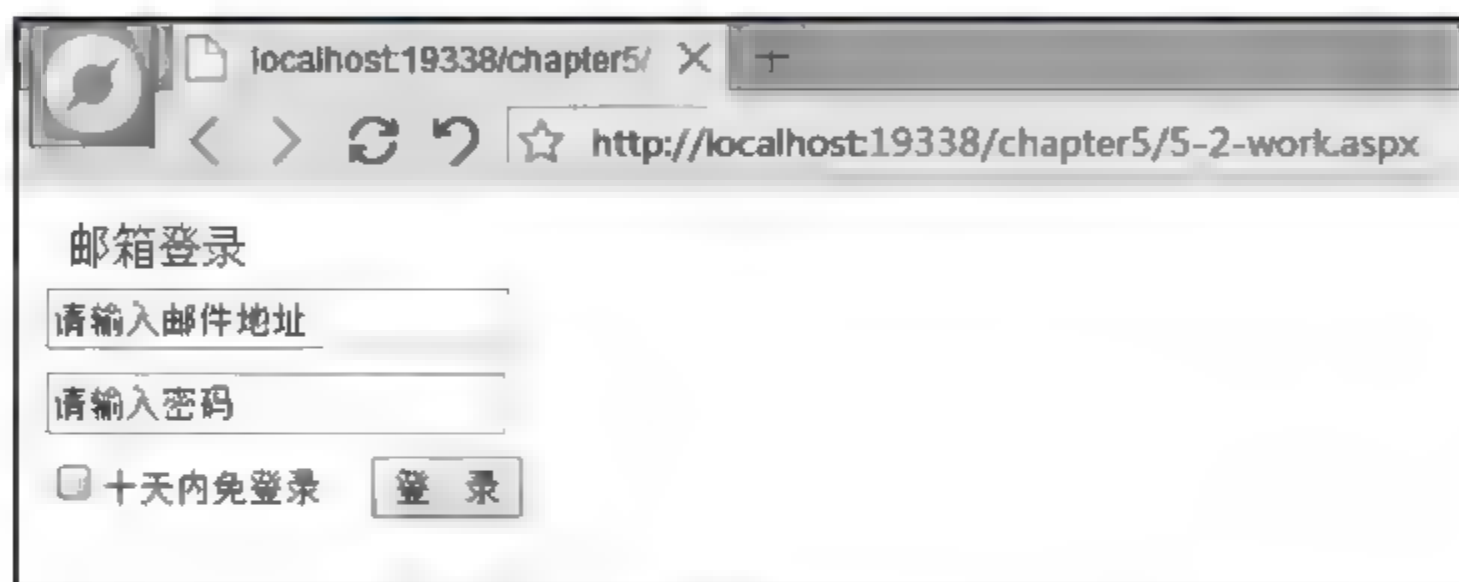 localhost:19338/chapter5/
http://localhost:19338/chapter5/5-2-work.aspx
邮箱登录
请输入邮件地址
请输入密码
十天内免登录 登 录